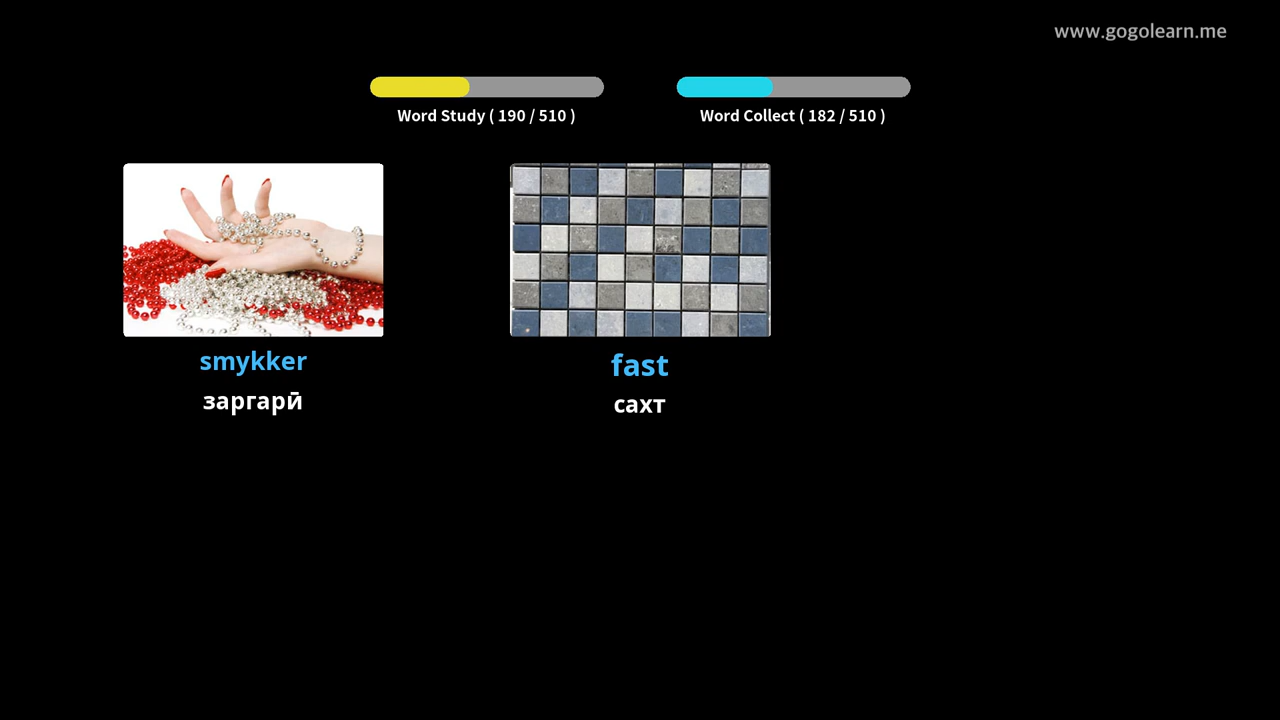 www.gogolearn.me
Word Study ( 190 / 510 )
Word Collect ( 182 / 510 )
smykker
заргарӣ
fast
сахт